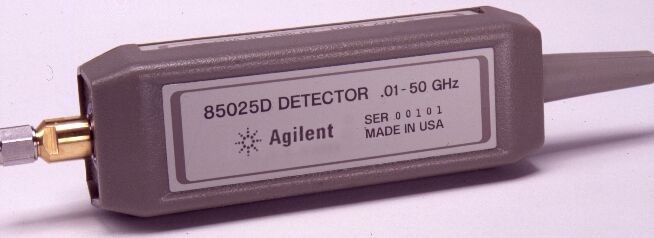 85025D DETECTOR .01-50 GHz
Agilent
SER 00101
MADE IN USA